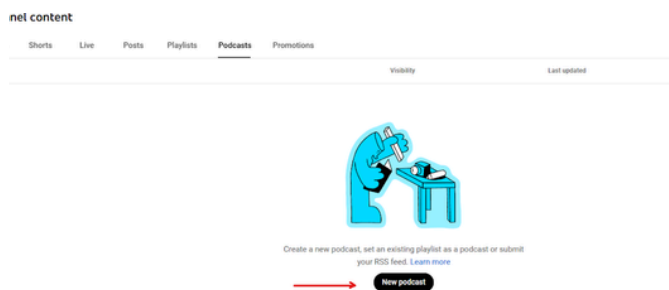 nel content
Shorts Live Posts Playlists Podcasts Promotions
Visibility Last updated
Create a new podcast, set an existing playlist as a podcast or submit
your RSS feed. Learn more
New podcast